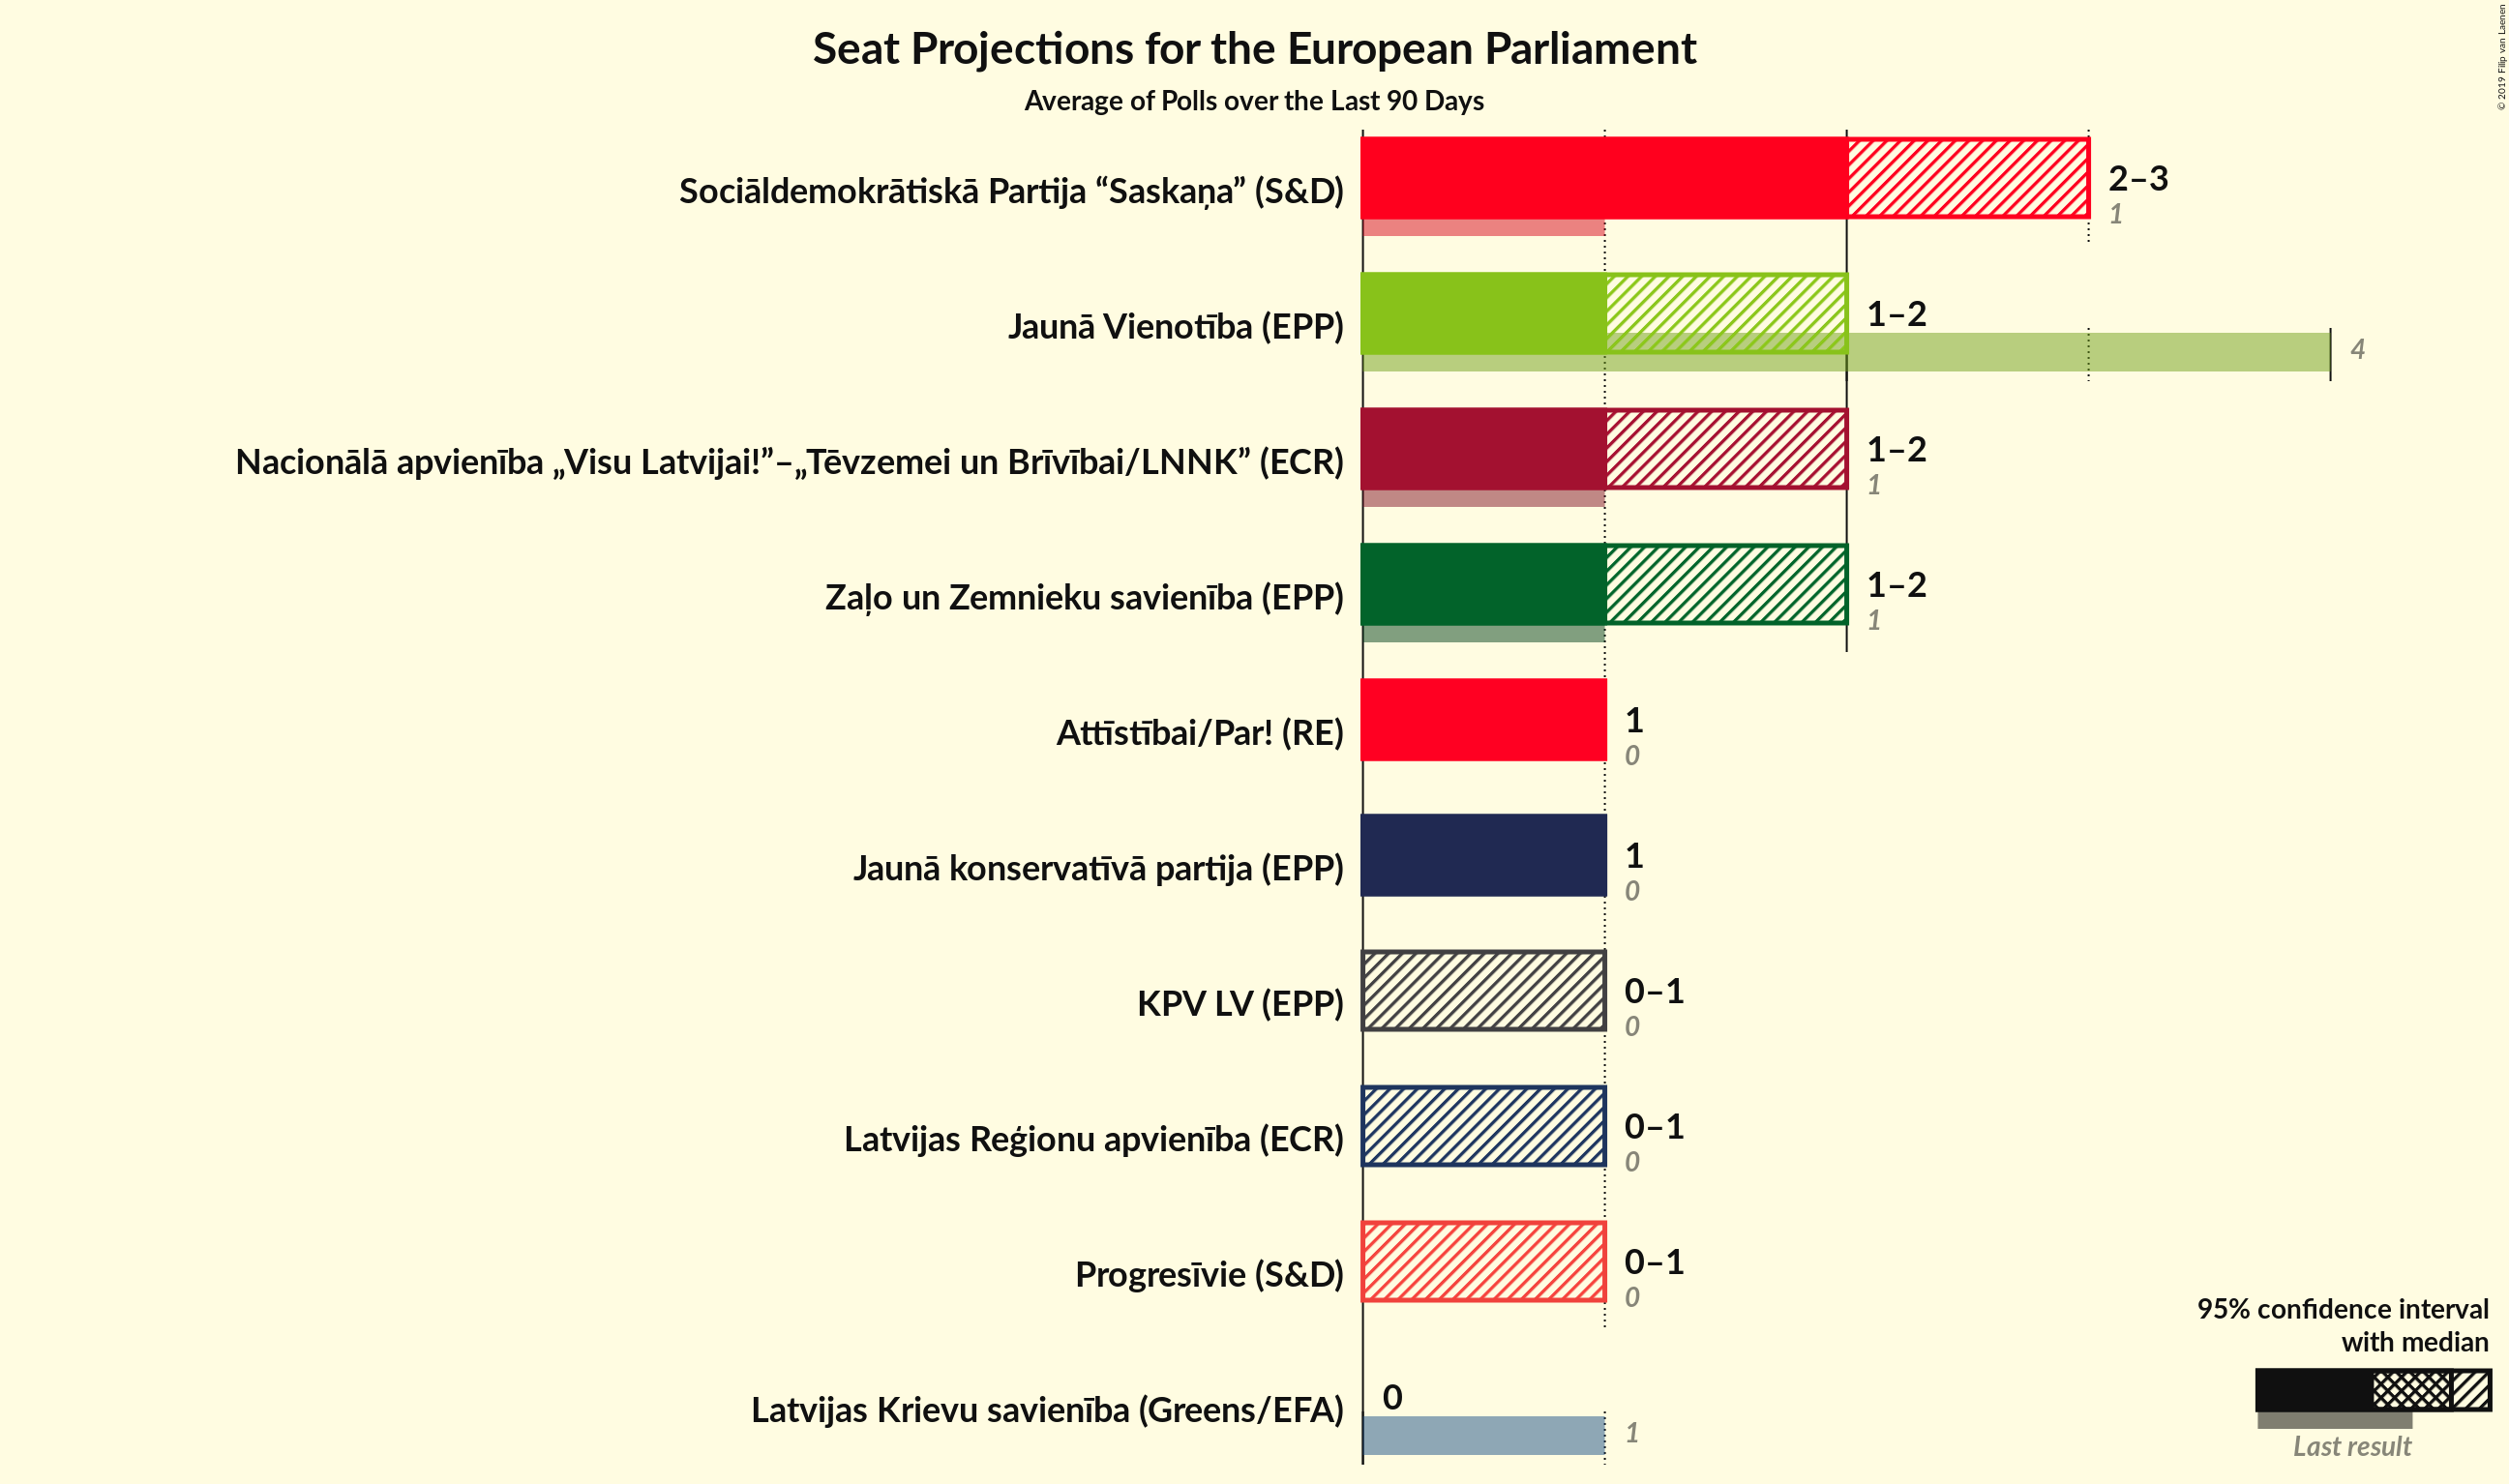 Seat Projections for the European Parliament
Average of Polls over the Last 90 Days
© 2019 Filip van Laenen
Sociāldemokrātiskā Partija “Saskaņa” (S&D)
2–3
1
Jaunā Vienotība (EPP)
1–2
4
Nacionālā apvienība „Visu Latvijai!”–„Tēvzemei un Brīvībai/LNNK” (ECR)
1–2
1
Zaļo un Zemnieku savienība (EPP)
1–2
1
Attīstībai/Par! (RE)
1
0
Jaunā konservatīvā partija (EPP)
1
0
KPV LV (EPP)
0–1
0
Latvijas Reģionu apvienība (ECR)
0–1
0
Progresīvie (S&D)
0–1
0
Latvijas Krievu savienība (Greens/EFA)
0
1
95% confidence interval
with median
Last result